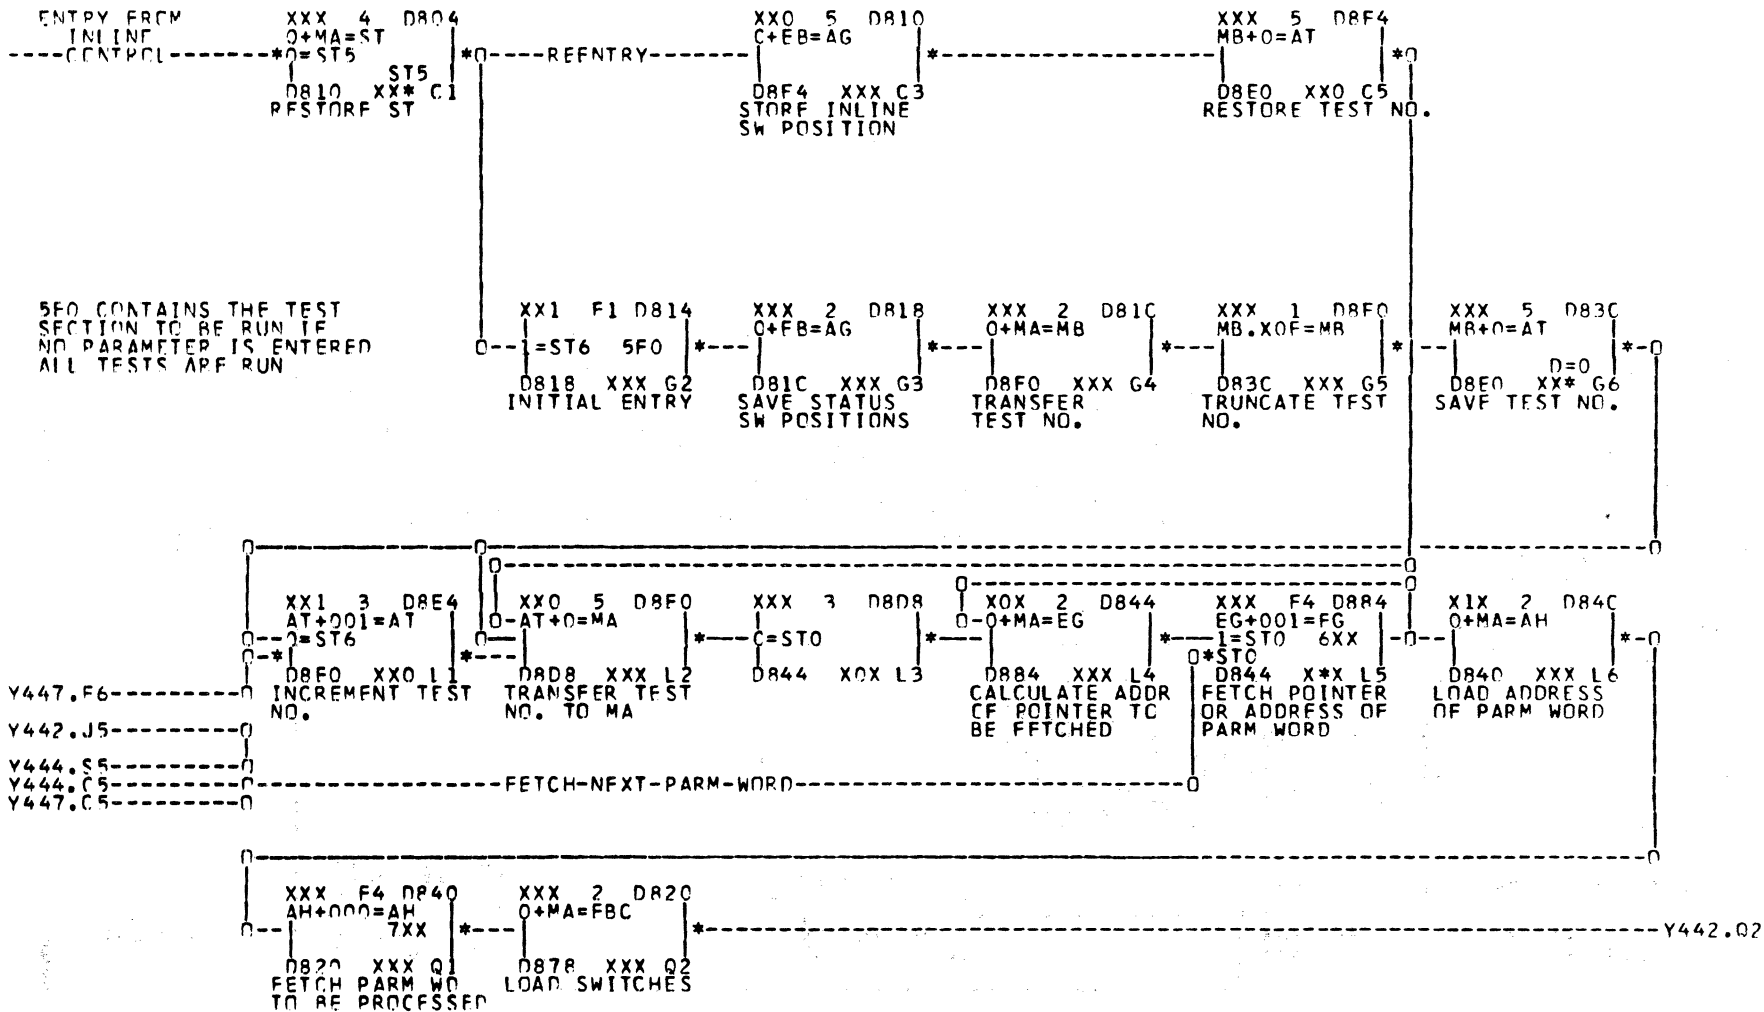 ENTRY FROM
INLINE
----CONTROL---------*
XXX 4 D804
0+MA=ST
0=ST5
ST5
D810 XX* C1
RESTORE ST
*0-----REENTRY-------
XX0 5 D810
C+EB=AG
D8F4 XXX C3
STORE INLINE
SW POSITION
XXX 5 D8F4
MB+0=AT
D8E0 XX0 C5
RESTORE TEST NO.
5F0 CONTAINS THE TEST
SECTION TO BE RUN IF
NO PARAMETER IS ENTERED
ALL TESTS ARE RUN
XX1 F1 D814
1=ST6 5F0
D818 XXX G2
INITIAL ENTRY
XXX 2 D818
0+FB=AG
D81C XXX G3
SAVE STATUS
SW POSITIONS
XXX 2 D81C
0+MA=MB
D8F0 XXX G4
TRANSFER
TEST NO.
XXX 1 D8F0
MB.X0F=MB
D83C XXX G5
TRUNCATE TEST
NO.
XXX 5 D83C
MB+0=AT
D=0
D8E0 XX* G6
SAVE TEST NO.
XX1 3 D8E4
AT+001=AT
0=ST6
D8F0 XX0 L1
INCREMENT TEST
NO.
XX0 5 D8F0
AT+0=MA
D8D8 XXX L2
TRANSFER TEST
NO. TO MA
XXX 3 D8D8
C=ST0
D844 X0X L3
X0X 2 D844
0+MA=EG
D884 XXX L4
CALCULATE ADDR
OF POINTER TO
BE FETCHED
XXX F4 D884
EG+001=FG
1=ST0 6XX
*ST0
D844 X*X L5
FETCH POINTER
OR ADDRESS OF
PARM WORD
X1X 2 D84C
0+MA=AH
D840 XXX L6
LOAD ADDRESS
OF PARM WORD
Y447.F6---------
Y442.J5---------
Y444.S5---------
Y444.C5---------0----------------FETCH-NEXT-PARM-WORD
Y447.C5---------
XXX F4 D840
AH+000=AH
7XX
D820 XXX Q1
FETCH PARM WD
TO BE PROCESSED
XXX 2 D820
0+MA=FBC
D878 XXX Q2
LOAD SWITCHES
Y442.Q2